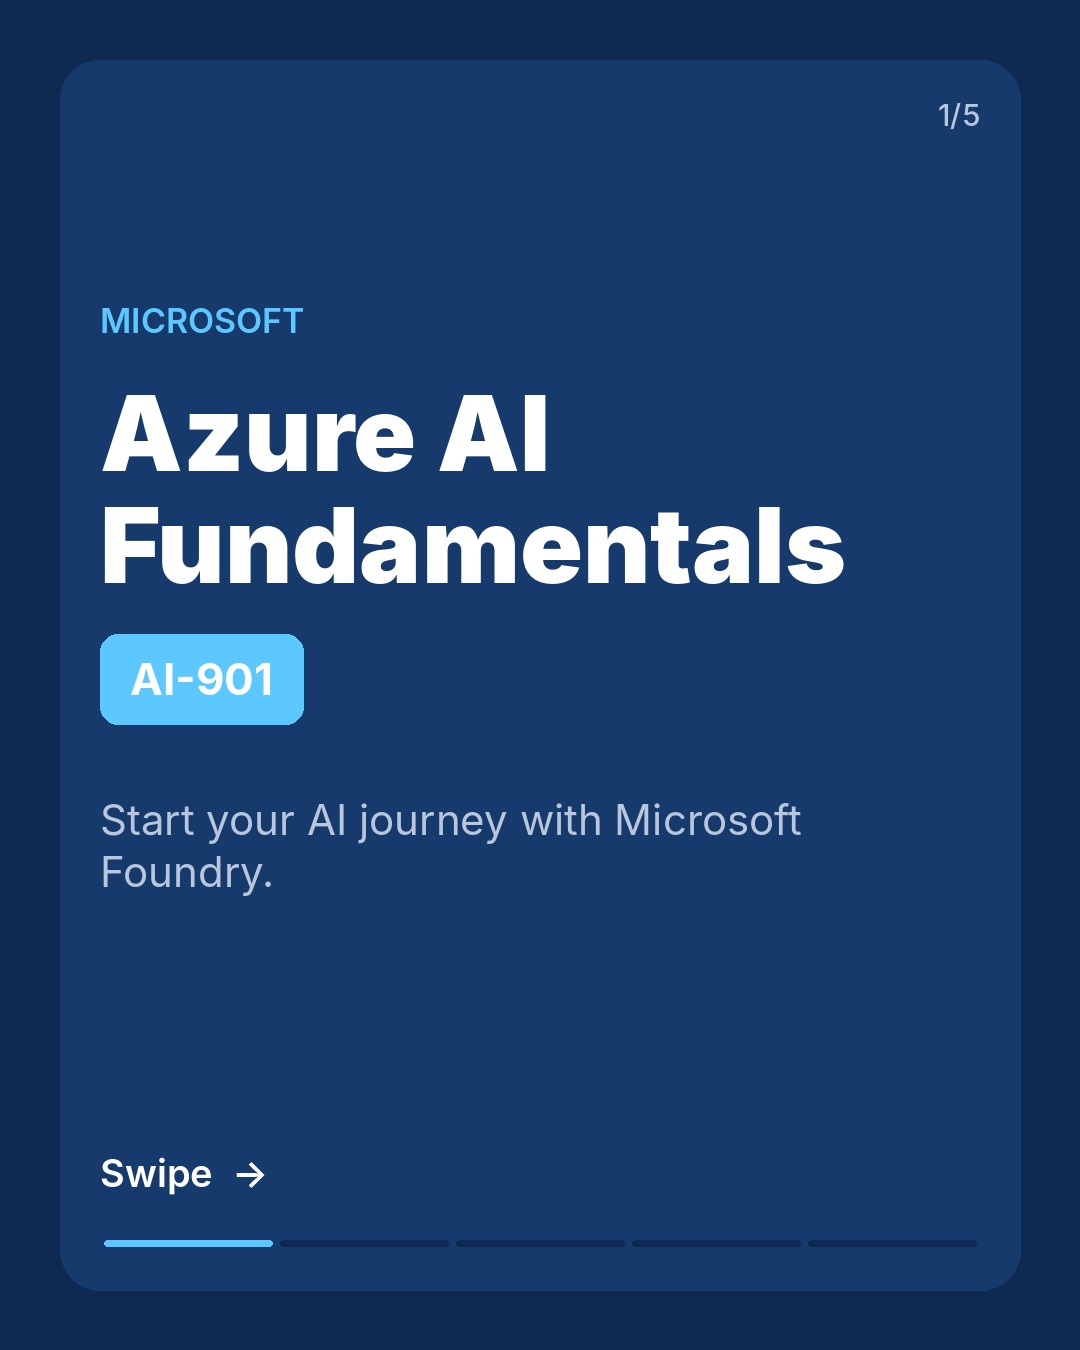 1/5
MICROSOFT
Azure AI
Fundamentals
AI-901
Start your AI journey with Microsoft
Foundry.
Swipe →